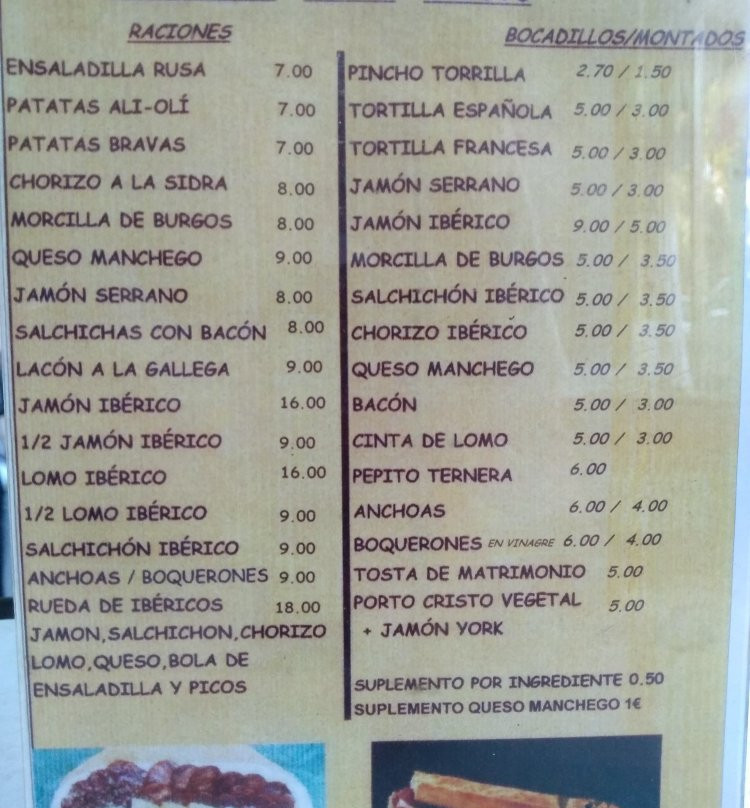 RACIONES
ENSALADILLA RUSA 7.00
PATATAS ALI-OLÍ 7.00
PATATAS BRAVAS 7.00
CHORIZO A LA SIDRA 8.00
MORCILLA DE BURGOS 8.00
QUESO MANCHEGO 9.00
JAMÓN SERRANO 8.00
SALCHICHAS CON BACÓN 8.00
LACÓN A LA GALLEGA 9.00
JAMÓN IBÉRICO 16.00
1/2 JAMÓN IBÉRICO 9.00
LOMO IBÉRICO 16.00
1/2 LOMO IBÉRICO 9.00
SALCHICHÓN IBÉRICO 9.00
ANCHOAS / BOQUERONES 9.00
RUEDA DE IBÉRICOS 18.00
JAMON,SALCHICHON,CHORIZO
LOMO,QUESO,BOLA DE
ENSALADILLA Y PICOS
BOCADILLOS/MONTADOS
PINCHO TORRILLA 2.70 / 1.50
TORTILLA ESPAÑOLA 5.00 / 3.00
TORTILLA FRANCESA 5.00 / 3.00
JAMÓN SERRANO 5.00 / 3.00
JAMÓN IBÉRICO 9.00 / 5.00
MORCILLA DE BURGOS 5.00 / 3.50
SALCHICHÓN IBÉRICO 5.00 / 3.50
CHORIZO IBÉRICO 5.00 / 3.50
QUESO MANCHEGO 5.00 / 3.50
BACÓN 5.00 / 3.00
CINTA DE LOMO 5.00 / 3.00
PEPITO TERNERA 6.00
ANCHOAS 6.00 / 4.00
BOQUERONES EN VINAGRE 6.00 / 4.00
TOSTA DE MATRIMONIO 5.00
PORTO CRISTO VEGETAL 5.00
+ JAMÓN YORK
SUPLEMENTO POR INGREDIENTE 0.50
SUPLEMENTO QUESO MANCHEGO 1€